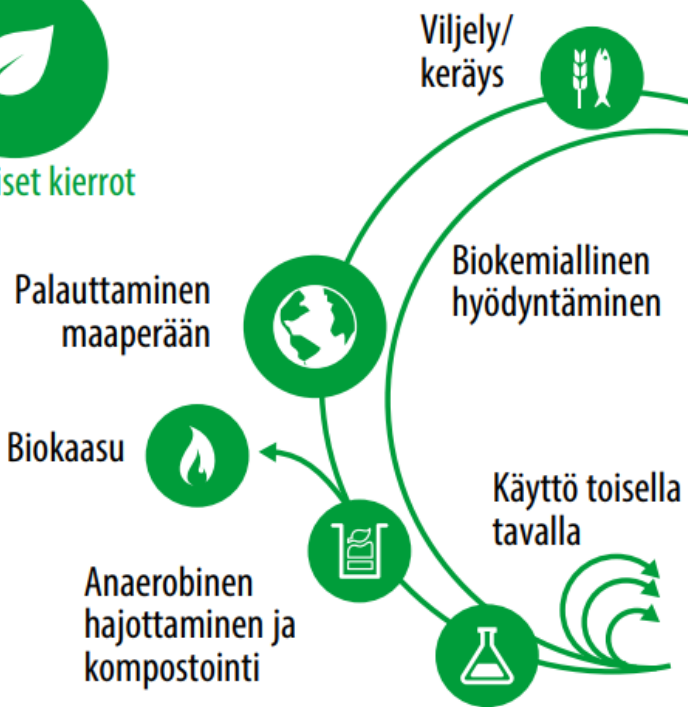 Viljely/
keräys
iset kierrot
Palauttaminen
maaperään
Biokemiallinen
hyödyntäminen
Biokaasu
Käyttö toisella
tavalla
Anaerobinen
hajottaminen ja
kompostointi